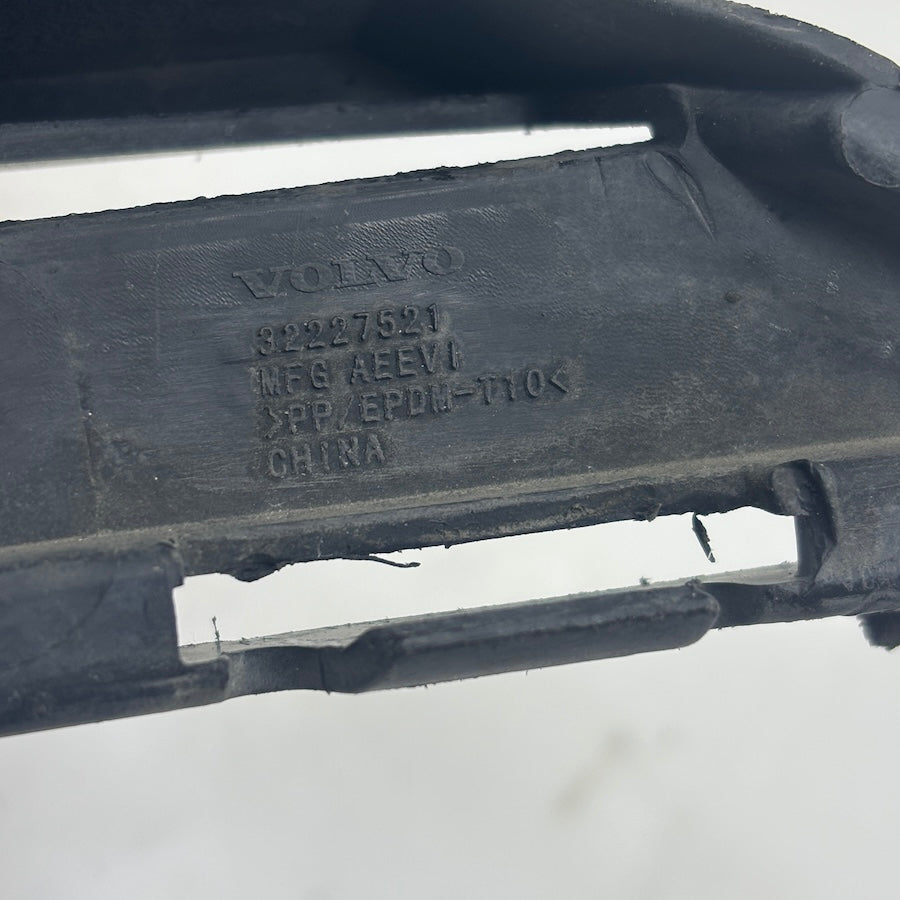 VOLVO
32227521
MFG AEEVI
>PP/EPDM-T10<
CHINA